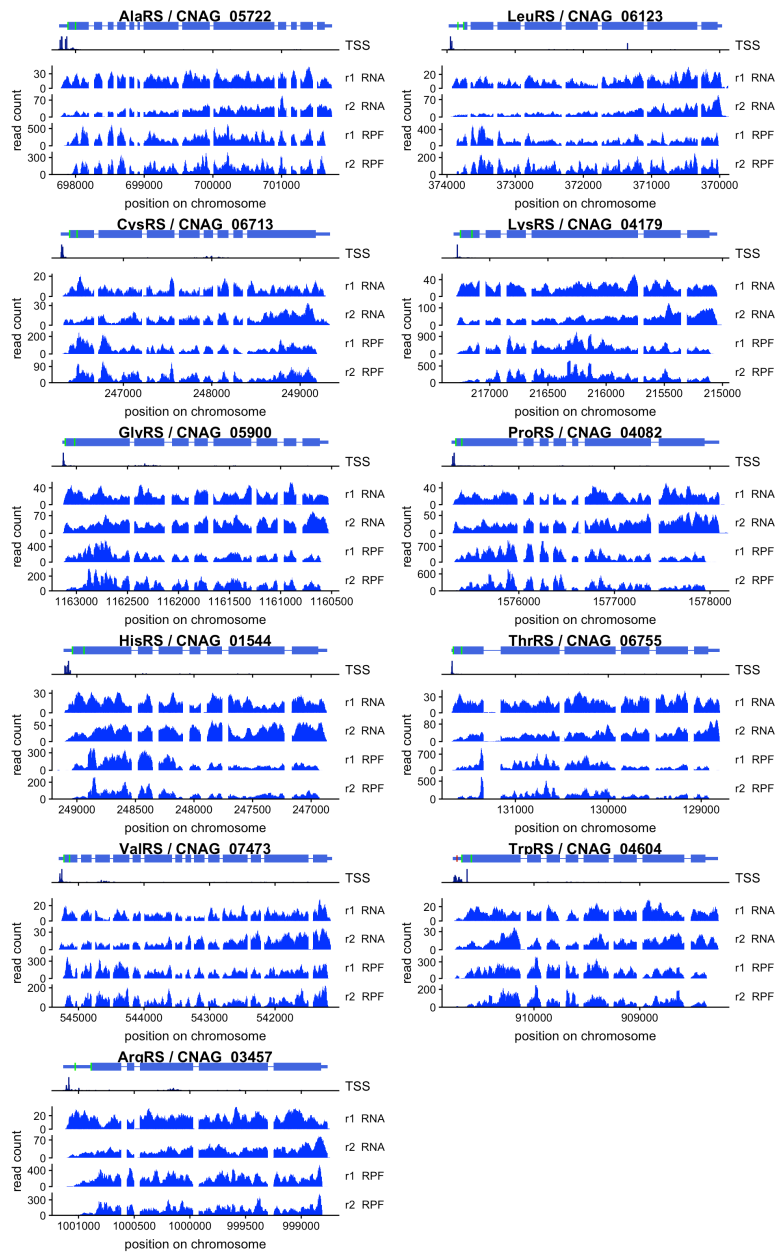 AlaRS / CNAG_05722
TSS
30
0
r1 RNA
70
0
r2 RNA
500
0
r1 RPF
300
0
r2 RPF
read count
698000 699000 700000 701000
position on chromosome
LeuRS / CNAG_06123
TSS
20
0
r1 RNA
70
0
r2 RNA
400
0
r1 RPF
200
0
r2 RPF
read count
374000 373000 372000 371000 370000
position on chromosome
CysRS / CNAG_06713
TSS
20
0
r1 RNA
30
0
r2 RNA
200
0
r1 RPF
90
0
r2 RPF
read count
247000 248000 249000
position on chromosome
LysRS / CNAG_04179
TSS
40
0
r1 RNA
100
0
r2 RNA
900
0
r1 RPF
500
0
r2 RPF
read count
217000 216500 216000 215500 215000
position on chromosome
GlyRS / CNAG_05900
TSS
40
0
r1 RNA
70
0
r2 RNA
400
0
r1 RPF
200
0
r2 RPF
read count
1163000 1162500 1162000 1161500 1161000 1160500
position on chromosome
ProRS / CNAG_04082
TSS
40
0
r1 RNA
50
0
r2 RNA
700
0
r1 RPF
600
0
r2 RPF
read count
1576000 1577000 1578000
position on chromosome
HisRS / CNAG_01544
TSS
30
0
r1 RNA
50
0
r2 RNA
300
0
r1 RPF
200
0
r2 RPF
read count
249000 248500 248000 247500 247000
position on chromosome
ThrRS / CNAG_06755
TSS
30
0
r1 RNA
80
0
r2 RNA
700
0
r1 RPF
500
0
r2 RPF
read count
131000 130000 129000
position on chromosome
ValRS / CNAG_07473
TSS
20
0
r1 RNA
30
0
r2 RNA
300
0
r1 RPF
200
0
r2 RPF
read count
545000 544000 543000 542000
position on chromosome
TrpRS / CNAG_04604
TSS
20
0
r1 RNA
30
0
r2 RNA
300
0
r1 RPF
200
0
r2 RPF
read count
910000 909000
position on chromosome
ArgRS / CNAG_03457
TSS
20
0
r1 RNA
70
0
r2 RNA
400
0
r1 RPF
300
0
r2 RPF
read count
1001000 1000500 1000000 999500 999000
position on chromosome